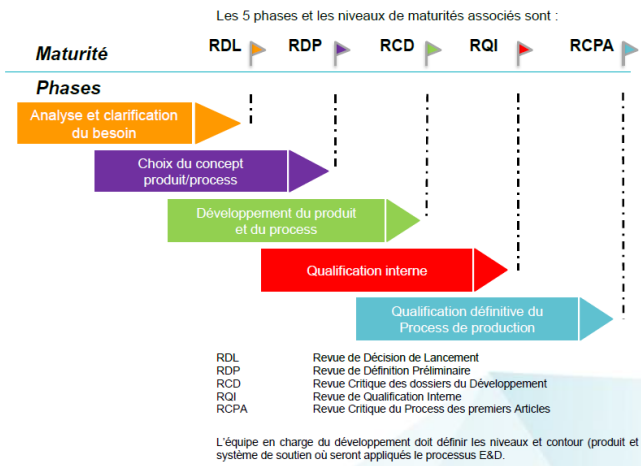 Les 5 phases et les niveaux de maturités associés sont :
Maturité
RDL
RDP
RCD
RQI
RCPA
Phases
Analyse et clarification
du besoin
Choix du concept
produit/process
Développement du produit
et du process
Qualification interne
Qualification définitive du
Process de production
RDL Revue de Décision de Lancement
RDP Revue de Définition Préliminaire
RCD Revue Critique des dossiers du Développement
RQI Revue de Qualification Interne
RCPA Revue Critique du Process des premiers Articles
L'équipe en charge du développement doit définir les niveaux et contour (produit et
système de soutien où seront appliqués le processus E&D.